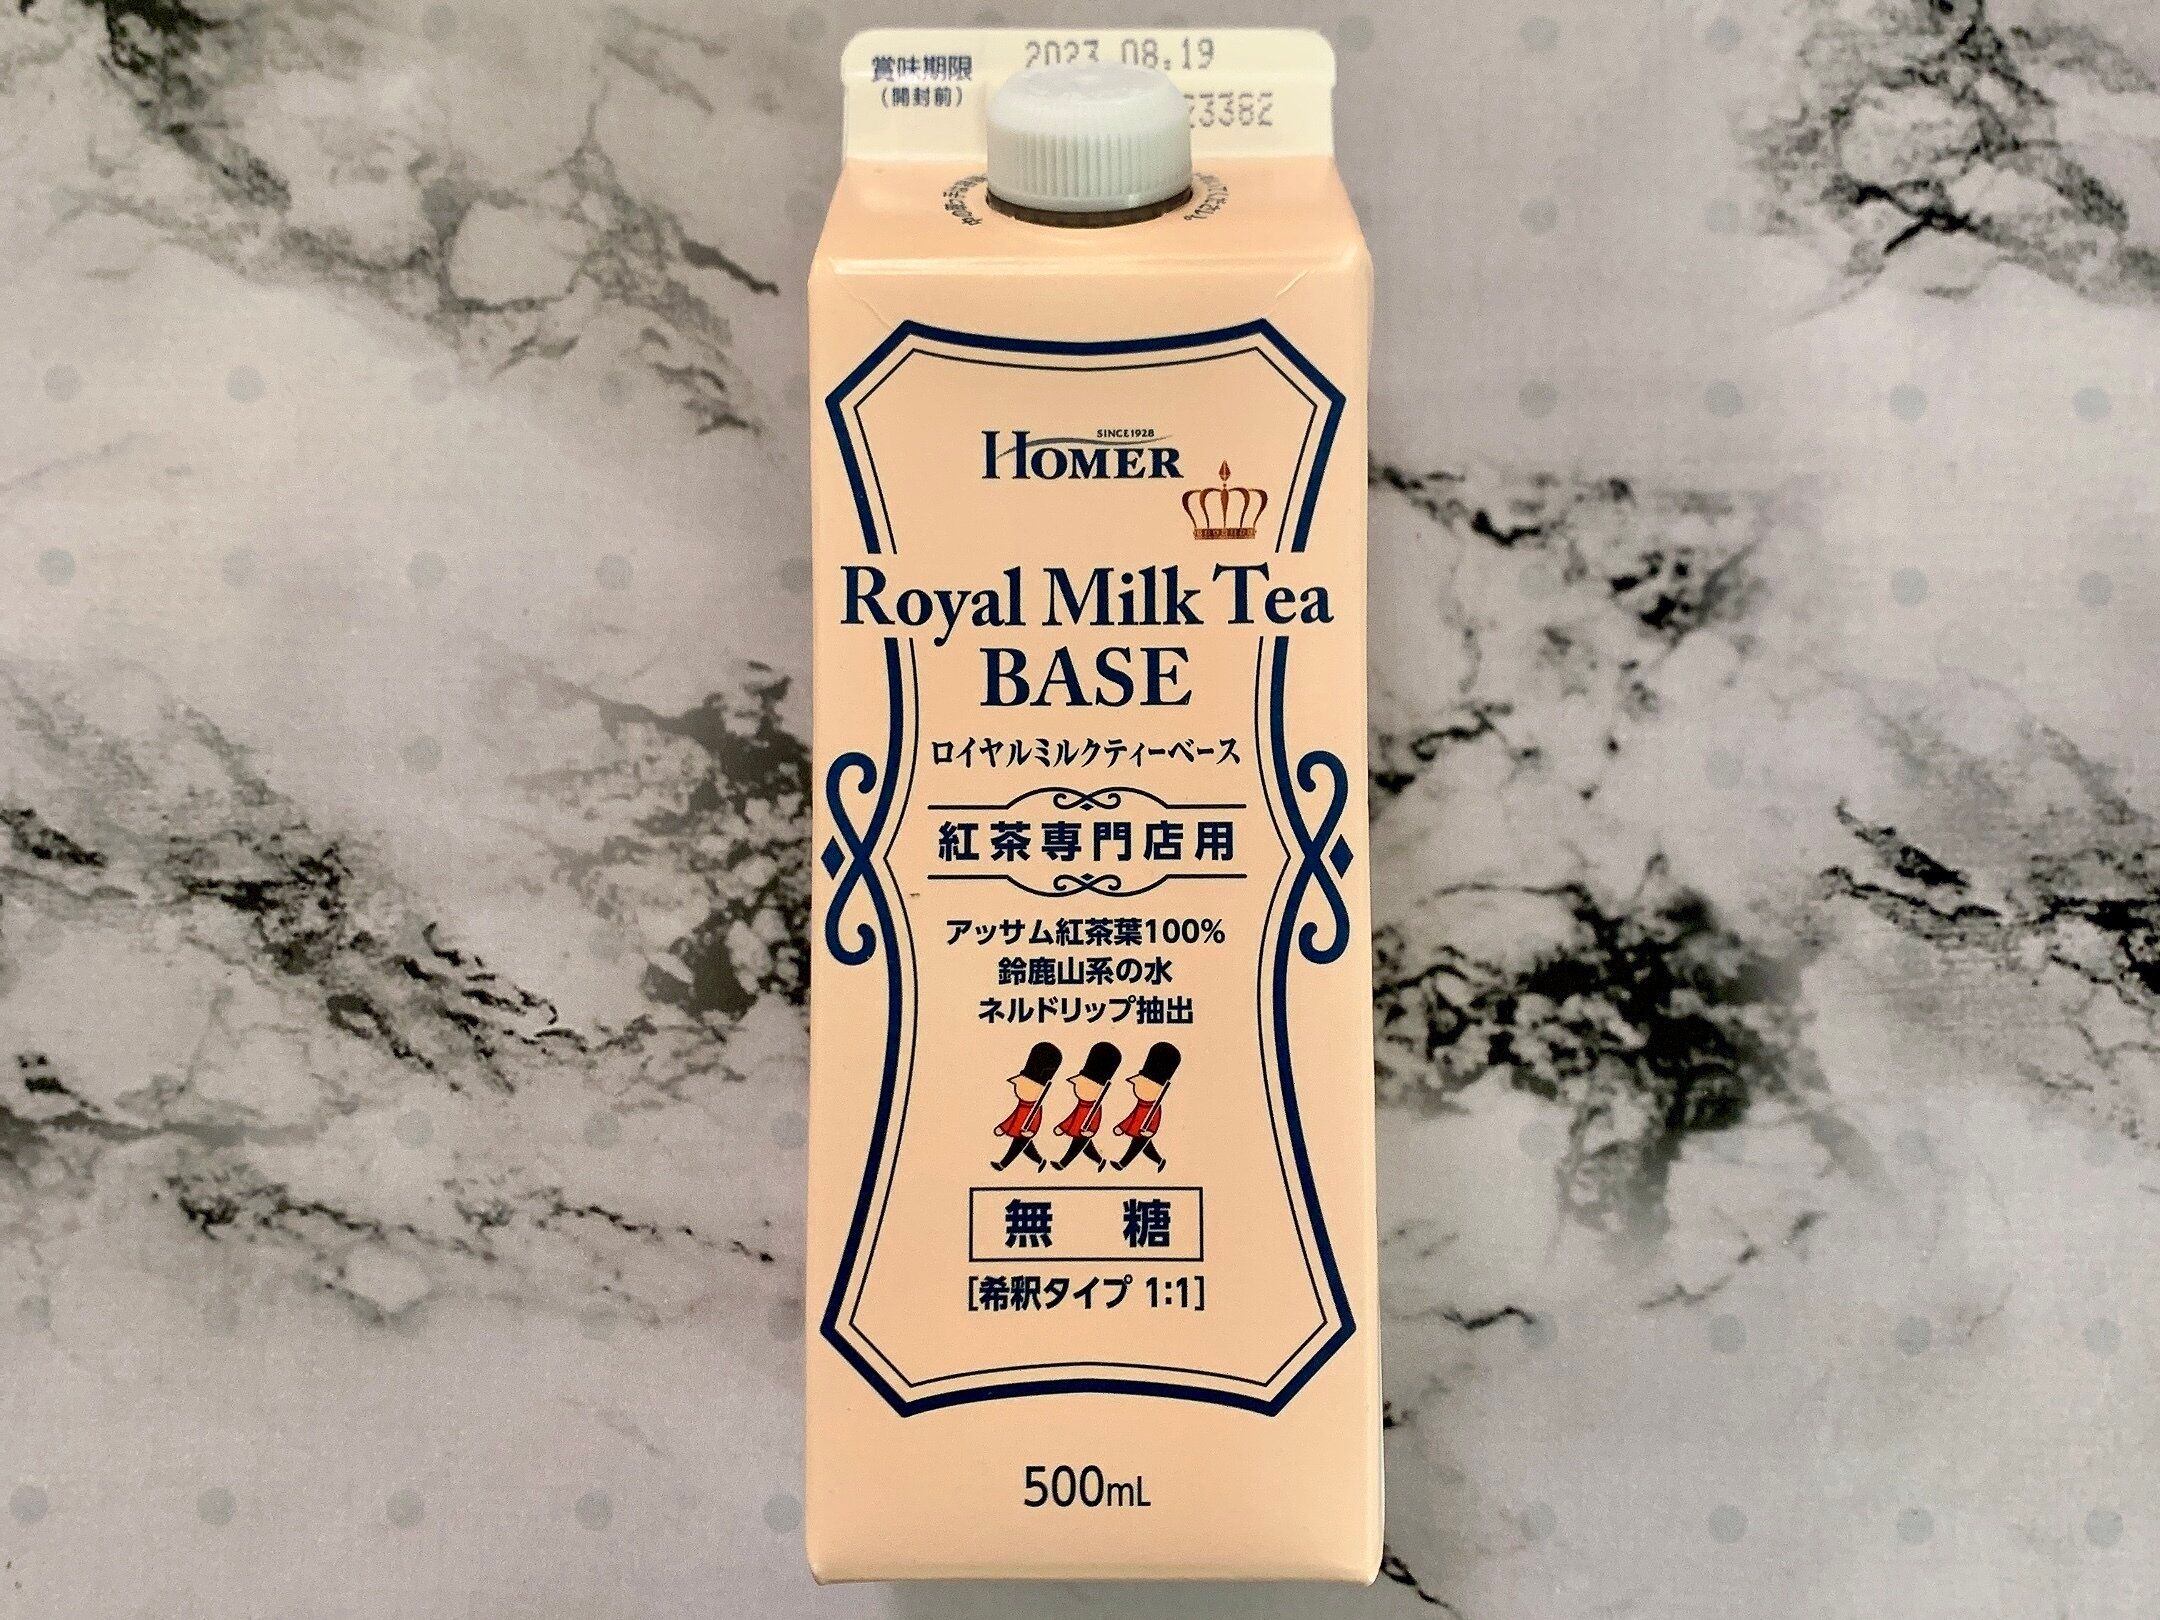 賞味期限
(開封前)
2023.08.19
23382
SINCE1928
HOMER
Royal Milk Tea
BASE
ロイヤルミルクティーベース
紅茶専門店用
アッサム紅茶葉100%
鈴鹿山系の水
ネルドリップ抽出
無 糖
[希釈タイプ 1:1]
500mL